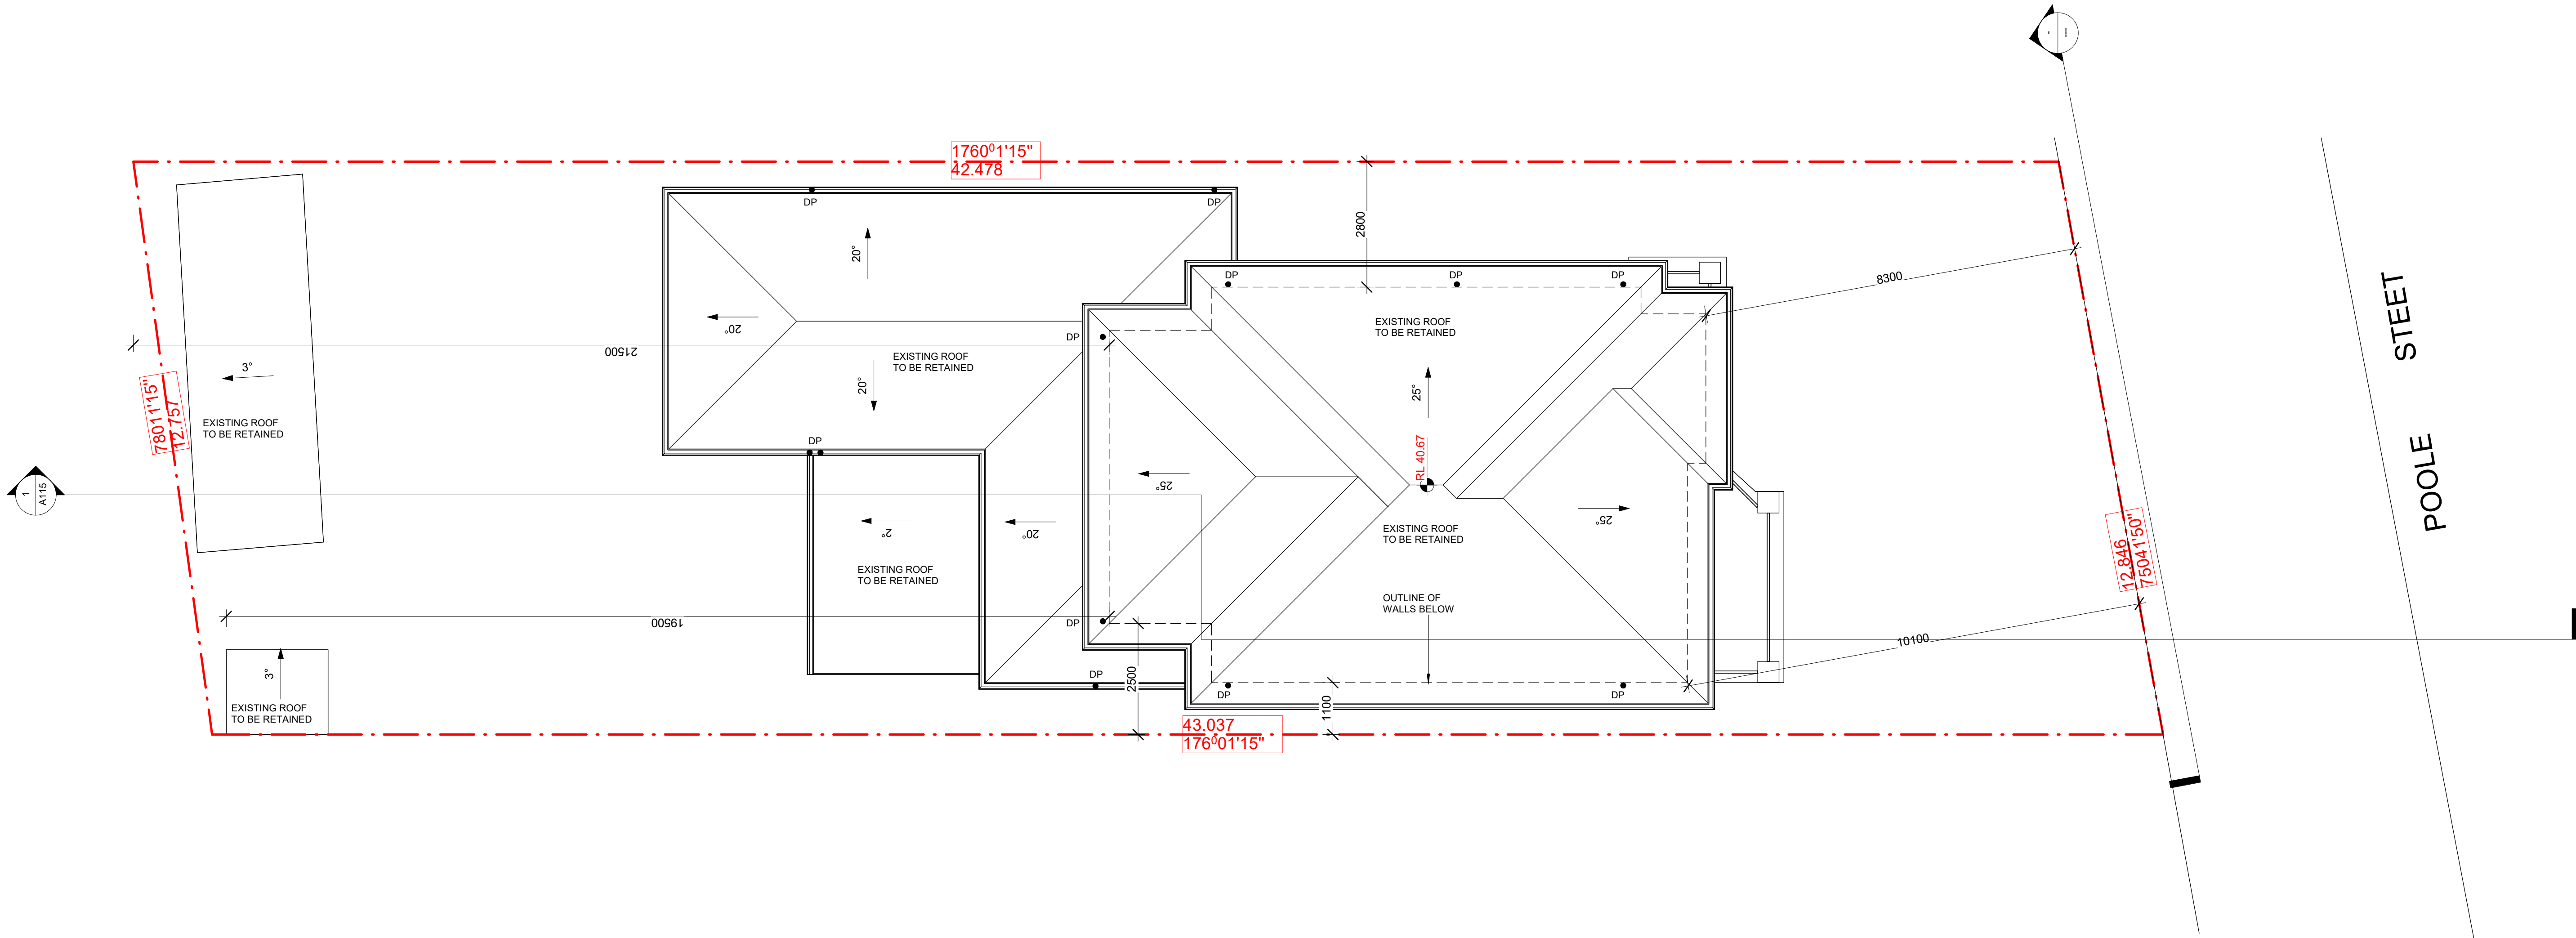 -
---
1760⁰1'15"
42.478
DP
DP
2800
DP
DP
DP
8300
20°
20°
21500
DP
EXISTING ROOF
TO BE RETAINED
EXISTING ROOF
TO BE RETAINED
20°
25°
3°
78011'15"
12.757
EXISTING ROOF
TO BE RETAINED
DP
RL 40.67
25°
1
A115
2°
20°
25°
EXISTING ROOF
TO BE RETAINED
EXISTING ROOF
TO BE RETAINED
OUTLINE OF
WALLS BELOW
12.846
75041'50"
POOLE STEET
19500
DP
10100
3°
DP
2500
DP
DP
1100
EXISTING ROOF
TO BE RETAINED
43.037
176⁰01'15"